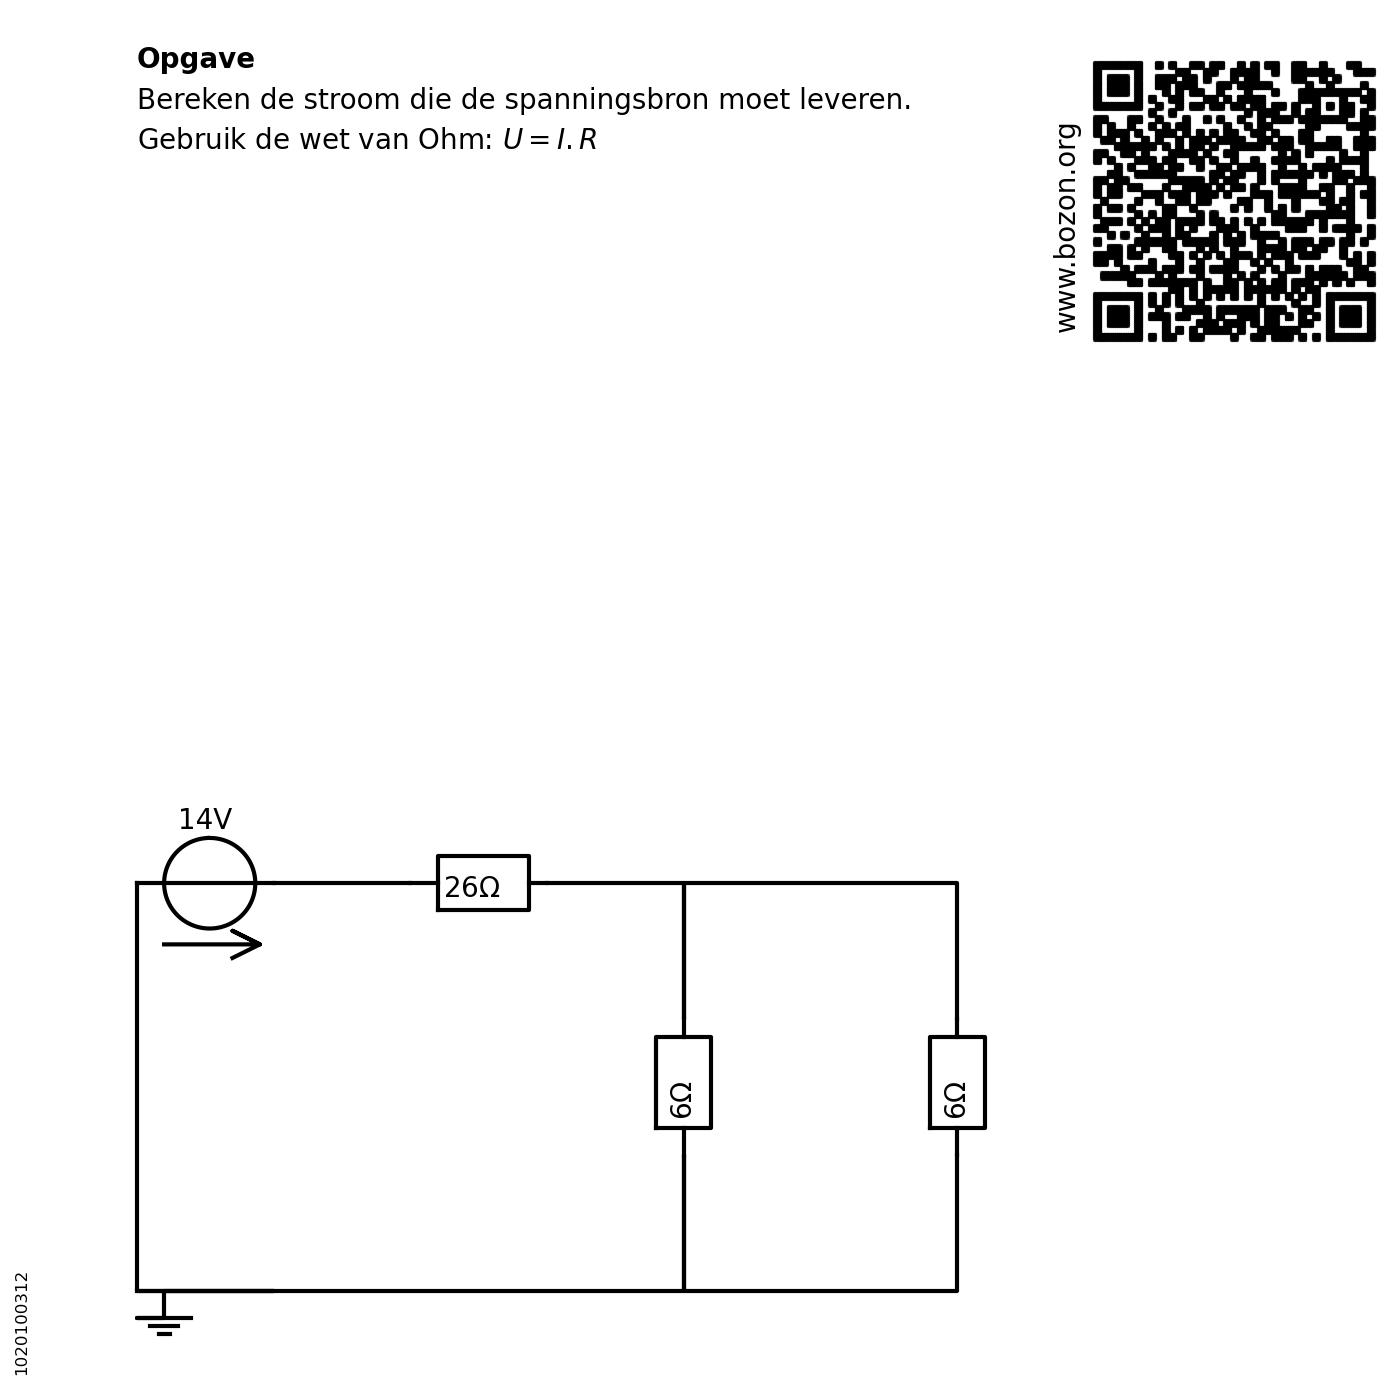 Opgave
Bereken de stroom die de spanningsbron moet leveren.
Gebruik de wet van Ohm: U = I. R
www.bozon.org
14V
26Ω
6Ω
6Ω
1020100312